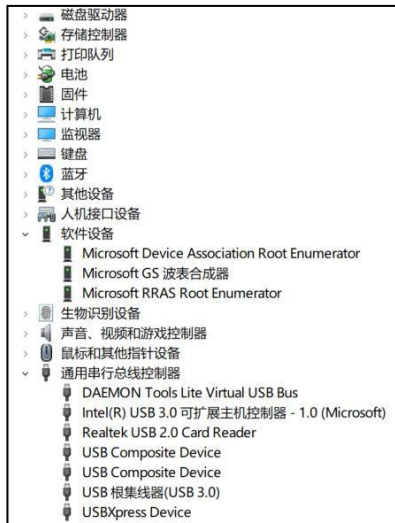 磁盘驱动器
存储控制器
打印队列
电池
固件
计算机
监视器
键盘
蓝牙
其他设备
人机接口设备
软件设备
Microsoft Device Association Root Enumerator
Microsoft GS 波表合成器
Microsoft RRAS Root Enumerator
生物识别设备
声音、视频和游戏控制器
鼠标和其他指针设备
通用串行总线控制器
DAEMON Tools Lite Virtual USB Bus
Intel(R) USB 3.0 可扩展主机控制器 - 1.0 (Microsoft)
Realtek USB 2.0 Card Reader
USB Composite Device
USB Composite Device
USB 根集线器(USB 3.0)
USBXpress Device